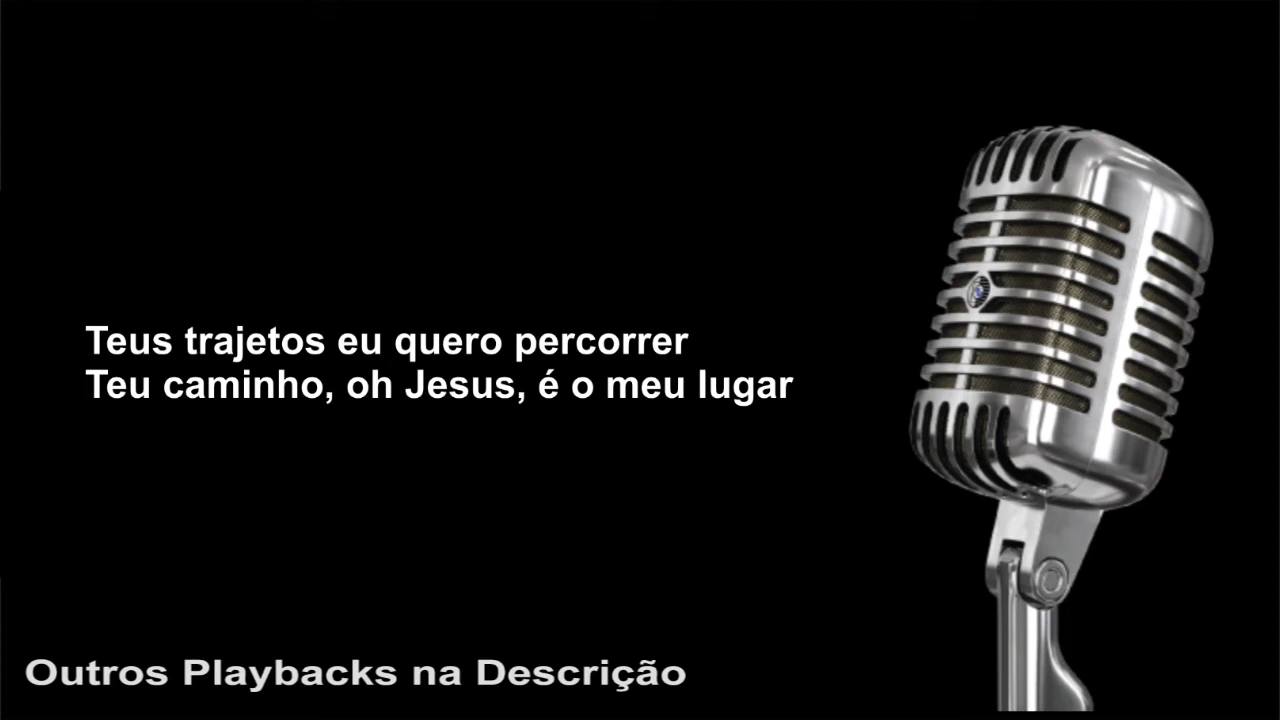 Teus trajetos eu quero percorrer
Teu caminho, oh Jesus, é o meu lugar
Outros Playbacks na Descrição